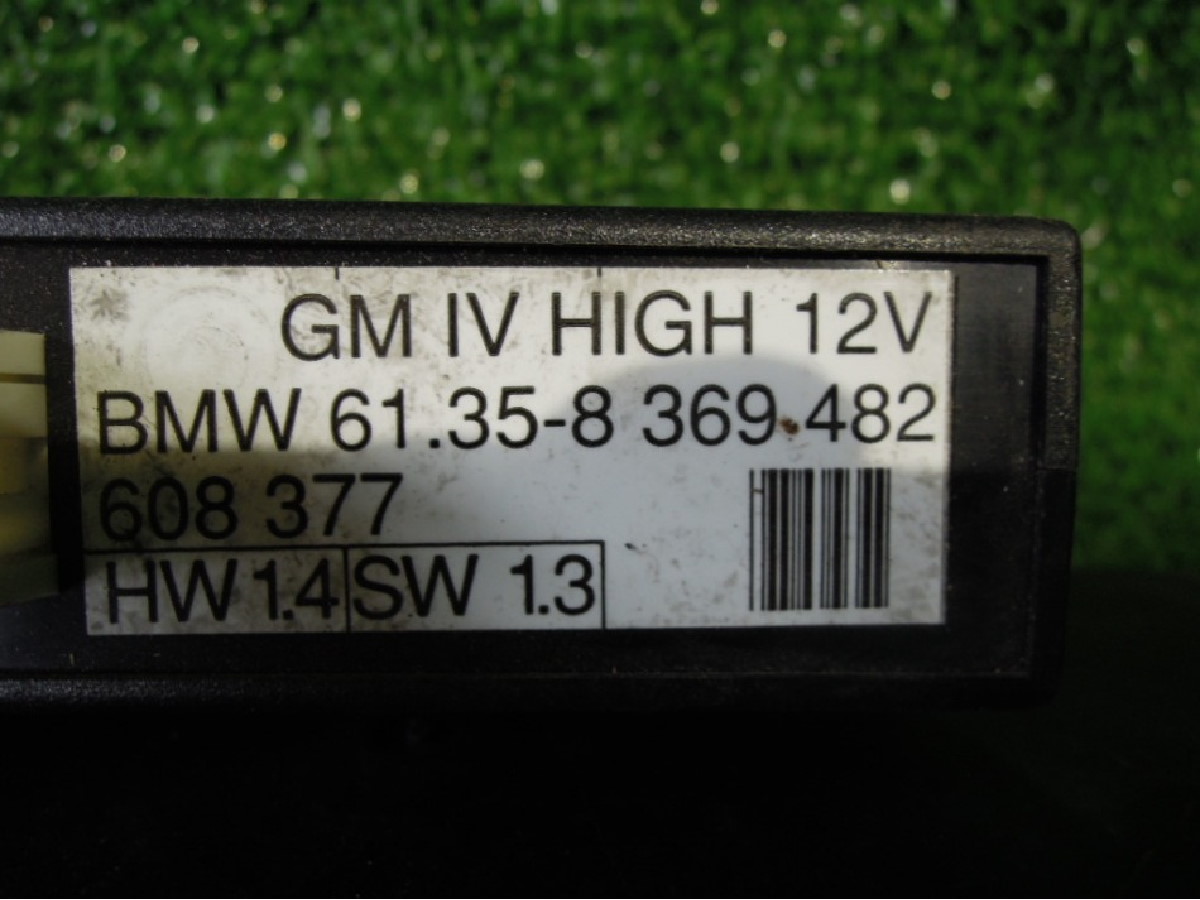 GM IV HIGH 12V
BMW 61.35-8 369 482
608 377
HW 1.4 SW 1.3